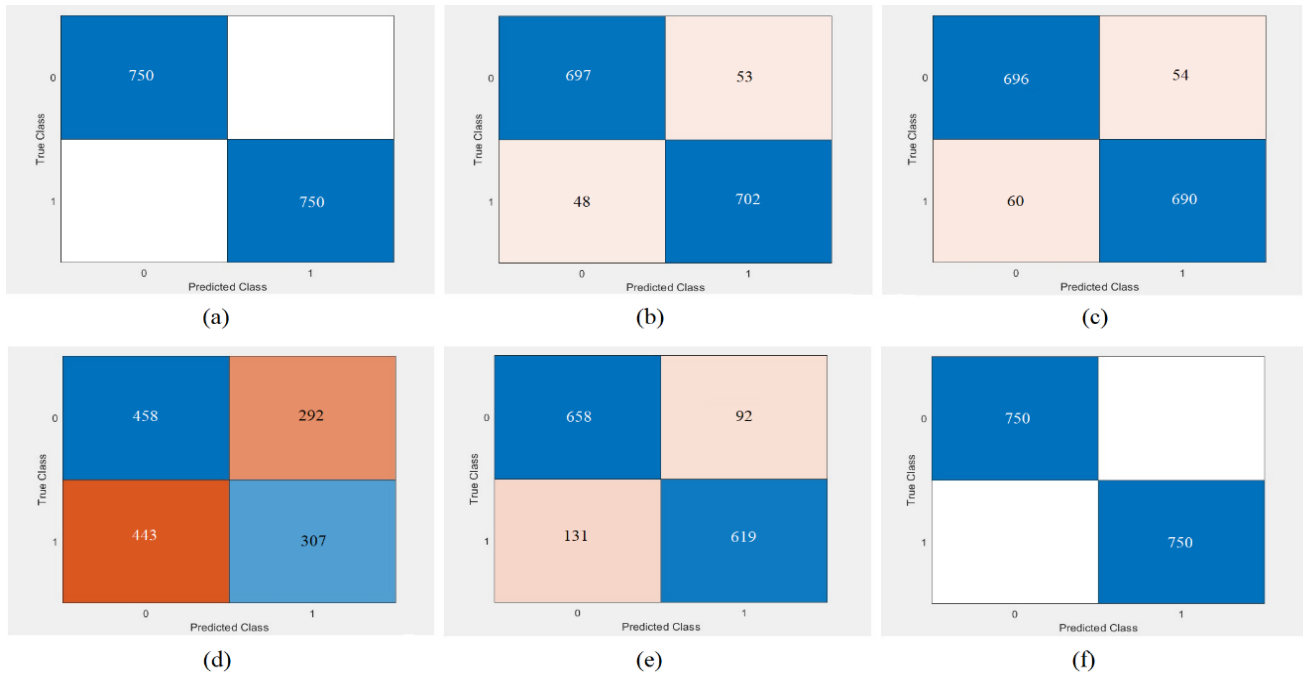 0
750
True Class
1
750
0
1
Predicted Class
(a)
0
697
53
True Class
1
48
702
0
1
Predicted Class
(b)
0
696
54
True Class
1
60
690
0
1
Predicted Class
(c)
0
458
292
True Class
1
443
307
0
1
Predicted Class
(d)
0
658
92
True Class
1
131
619
0
1
Predicted Class
(e)
0
750
True Class
1
750
0
1
Predicted Class
(f)